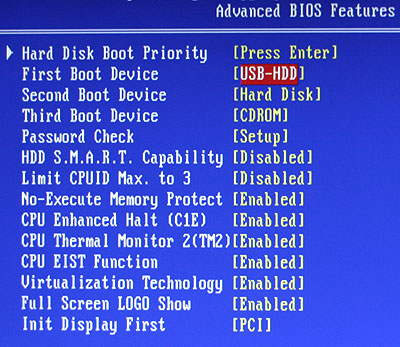 Advanced BIOS Features
Hard Disk Boot Priority [Press Enter]
First Boot Device [USB-HDD]
Second Boot Device [Hard Disk]
Third Boot Device [CDROM]
Password Check [Setup]
HDD S.M.A.R.T. Capability [Disabled]
Limit CPUID Max. to 3 [Disabled]
No-Execute Memory Protect [Enabled]
CPU Enhanced Halt (C1E) [Enabled]
CPU Thermal Monitor 2(TM2) [Enabled]
CPU EIST Function [Enabled]
Virtualization Technology [Enabled]
Full Screen LOGO Show [Enabled]
Init Display First [PCI]